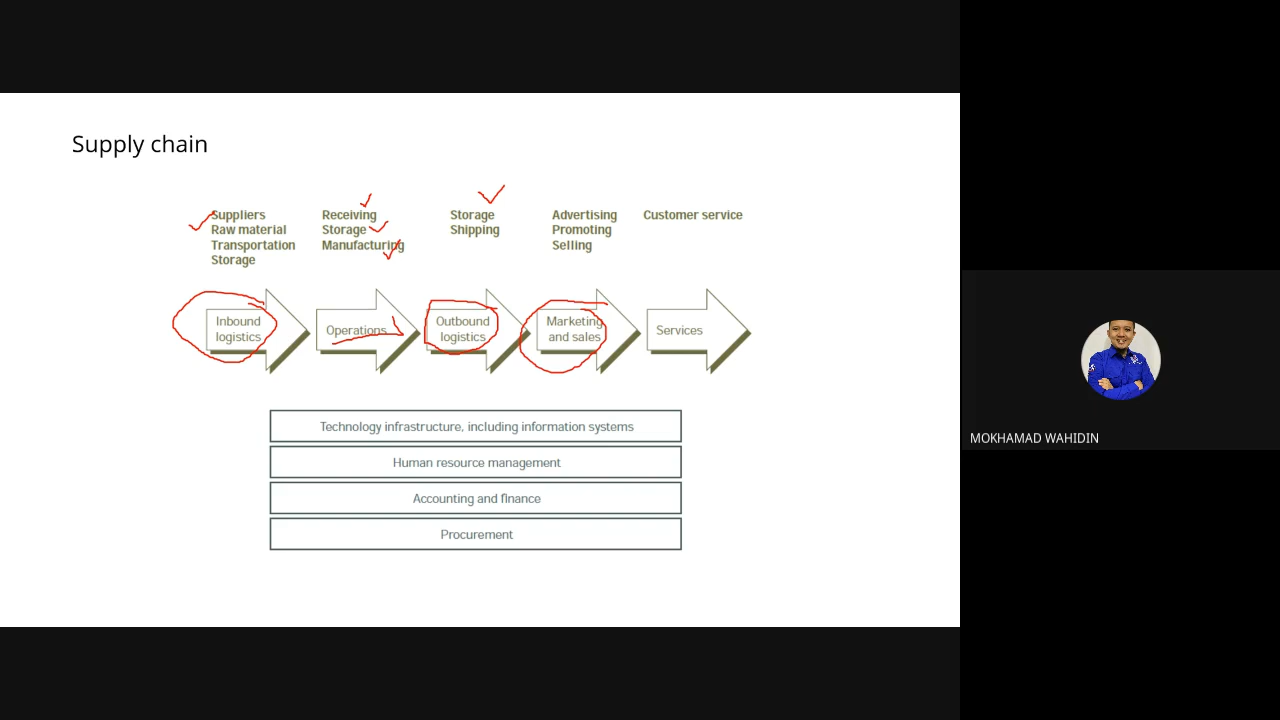 Supply chain
Suppliers
Raw material
Transportation
Storage
Receiving
Storage
Manufacturing
Storage
Shipping
Advertising
Promoting
Selling
Customer service
Inbound
logistics
Operations
Outbound
logistics
Marketing
and sales
Services
Technology infrastructure, including information systems
Human resource management
Accounting and finance
Procurement
MOKHAMAD WAHIDIN